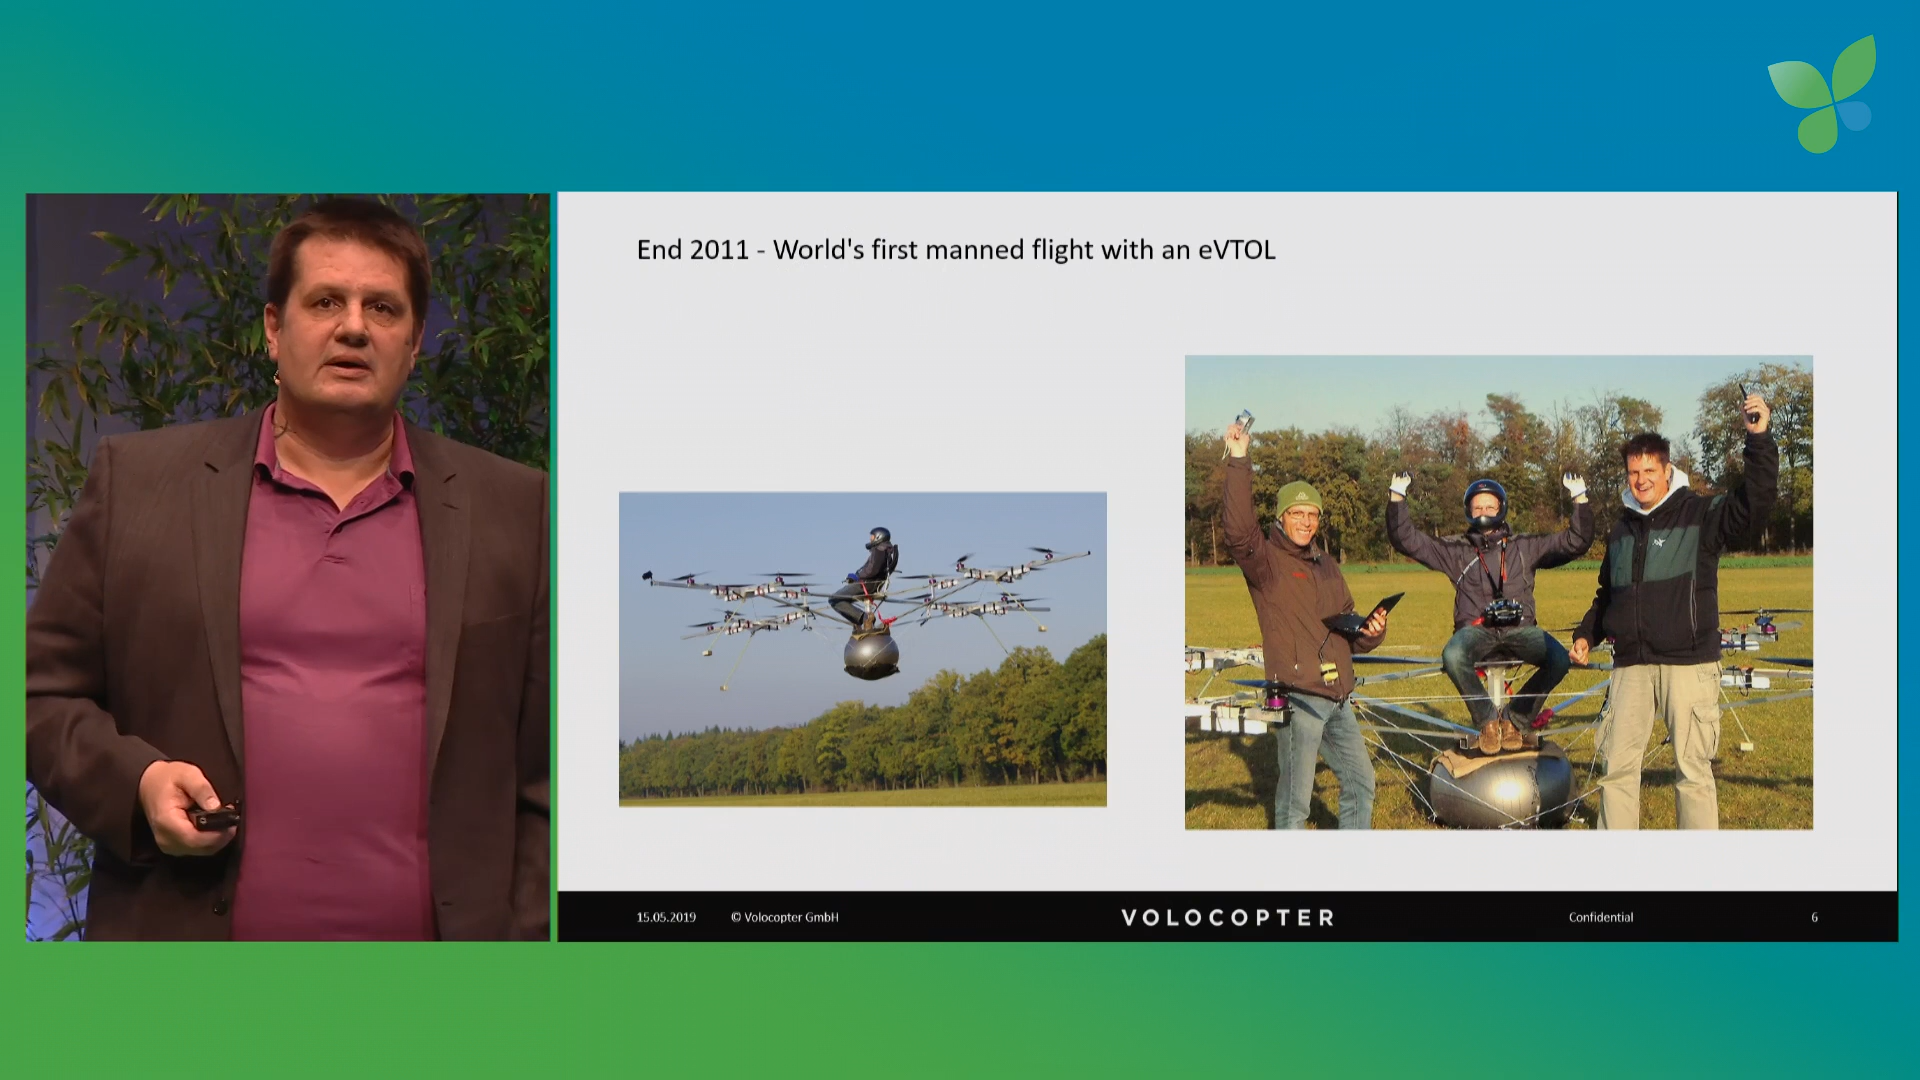 End 2011 - World's first manned flight with an eVTOL
15.05.2019
© Volocopter GmbH
VOLOCOPTER
Confidential
6